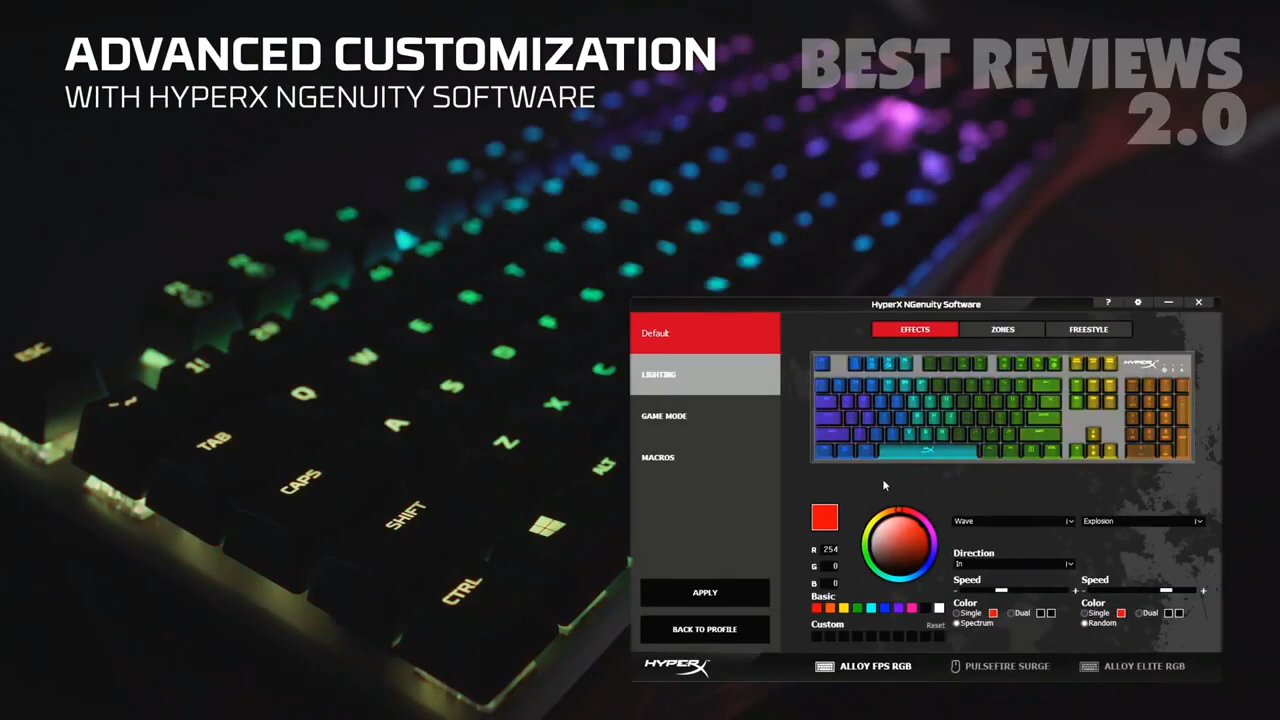 ADVANCED CUSTOMIZATION
WITH HYPERX NGENUITY SOFTWARE
BEST REVIEWS
2.0
ESC
TAB
CAPS
SHIFT
CTRL
ALT
Q
W
A
S
Z
X
HyperX NGenuity Software
?
Default
LIGHTING
GAME MODE
MACROS
APPLY
BACK TO PROFILE
EFFECTS
ZONES
FREESTYLE
HYPERX
Wave
Explosion
R 254
G 0
B 0
Direction
In
Speed
Speed
Basic
Color
Single
Dual
Spectrum
Color
Single
Dual
Random
Custom
Reset
HYPERX
ALLOY FPS RGB
PULSEFIRE SURGE
ALLOY ELITE RGB